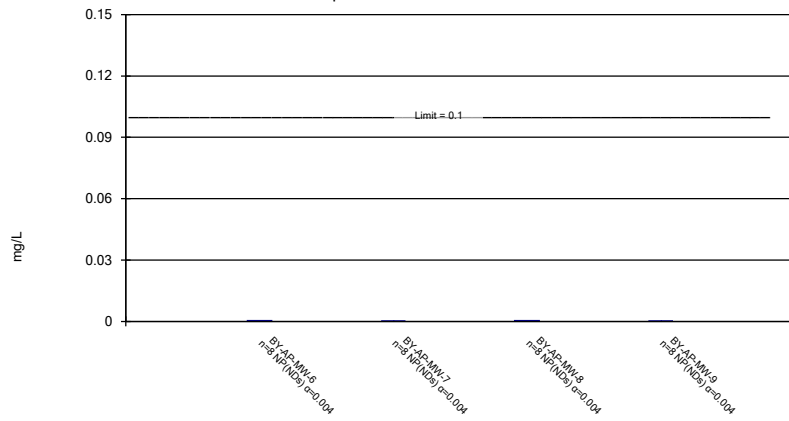 0.15
0.12
Limit = 0.1
0.09
0.06
mg/L
0.03
0
BY-AP-MW-6
n=8 NP(NDs) α=0.004
BY-AP-MW-7
n=8 NP(NDs) α=0.004
BY-AP-MW-8
n=8 NP(NDs) α=0.004
BY-AP-MW-9
n=8 NP(NDs) α=0.004